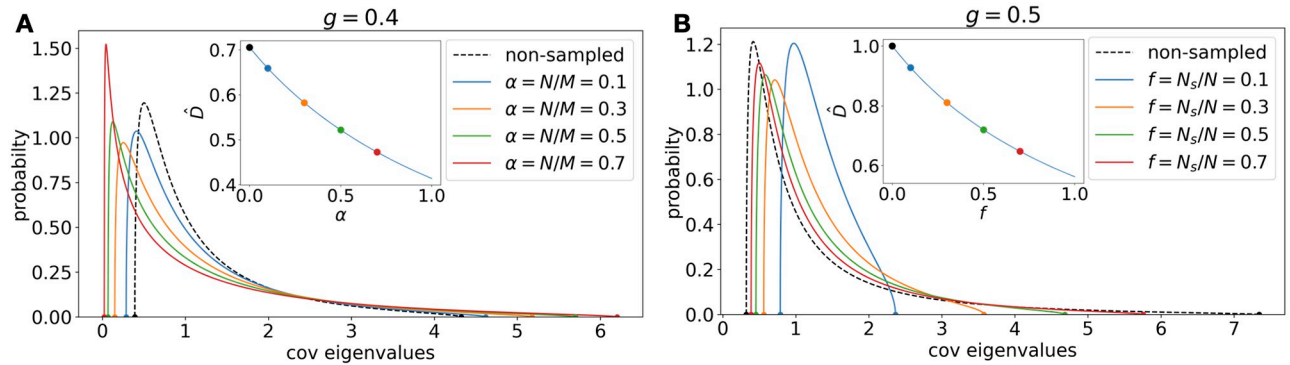 A
g = 0.4
probabilty
1.50
1.25
1.00
0.75
0.50
0.25
0.00
0
1
2
3
4
5
6
cov eigenvalues
D̂
0.7
0.6
0.5
0.4
0.0
0.5
1.0
α
non-sampled
α = N/M = 0.1
α = N/M = 0.3
α = N/M = 0.5
α = N/M = 0.7
B
g = 0.5
probabilty
1.2
1.0
0.8
0.6
0.4
0.2
0.0
0
1
2
3
4
5
6
7
cov eigenvalues
D̂
1.0
0.8
0.6
0.0
0.5
1.0
f
non-sampled
f = Nₛ/N = 0.1
f = Nₛ/N = 0.3
f = Nₛ/N = 0.5
f = Nₛ/N = 0.7